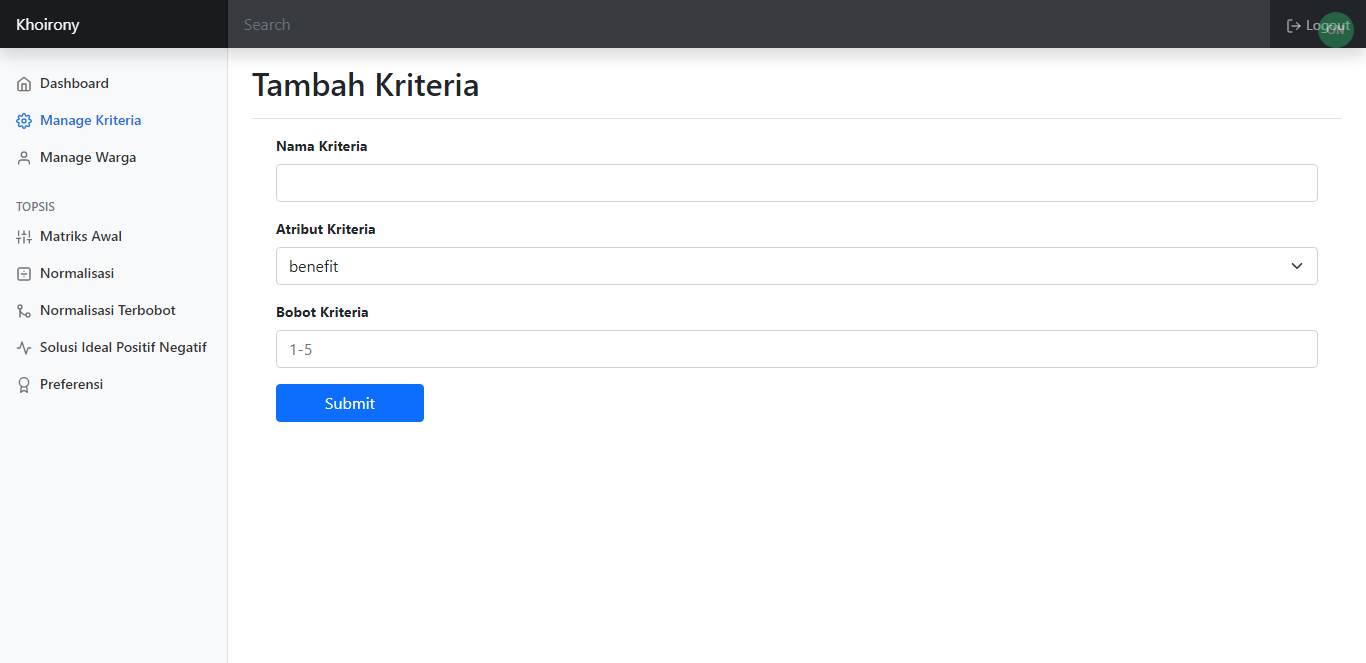 Khoirony
Search
Logout
ON
Dashboard
Manage Kriteria
Manage Warga
TOPSIS
Matriks Awal
Normalisasi
Normalisasi Terbobot
Solusi Ideal Positif Negatif
Preferensi
Tambah Kriteria
Nama Kriteria
Atribut Kriteria
benefit
Bobot Kriteria
1-5
Submit